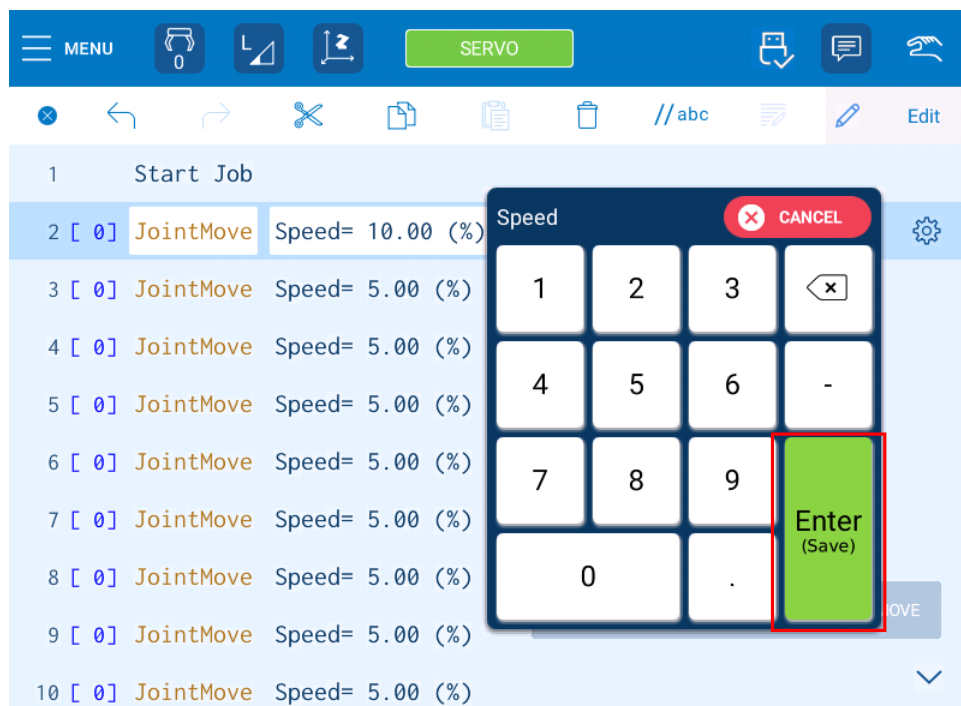 MENU 0 L Z SERVO
//abc Edit
1 Start Job
2 [ 0] JointMove Speed= 10.00 (%)
3 [ 0] JointMove Speed= 5.00 (%)
4 [ 0] JointMove Speed= 5.00 (%)
5 [ 0] JointMove Speed= 5.00 (%)
6 [ 0] JointMove Speed= 5.00 (%)
7 [ 0] JointMove Speed= 5.00 (%)
8 [ 0] JointMove Speed= 5.00 (%)
9 [ 0] JointMove Speed= 5.00 (%)
10 [ 0] JointMove Speed= 5.00 (%)
Speed CANCEL
1 2 3
4 5 6 -
7 8 9
Enter
(Save)
0 .